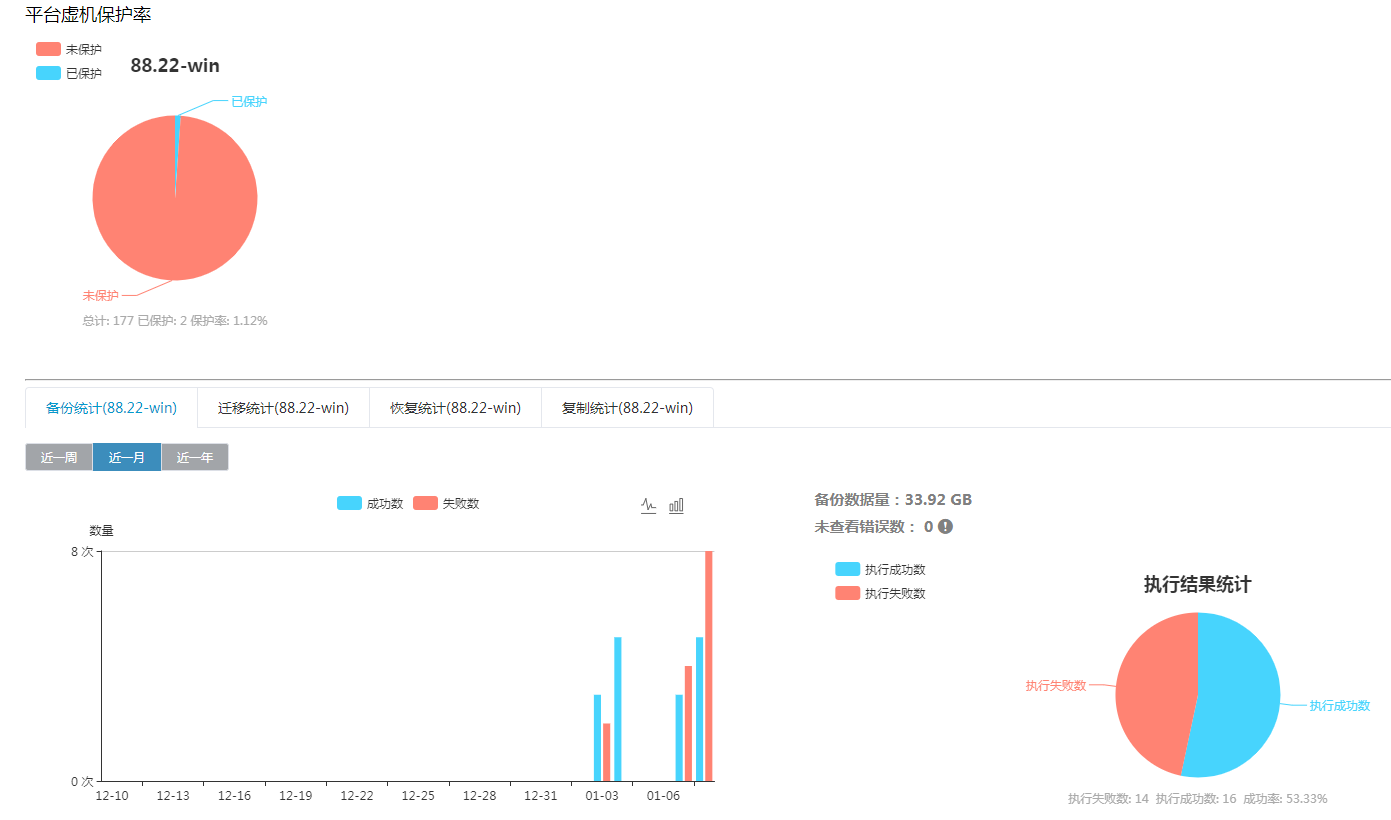 平台虚机保护率
未保护
已保护
88.22-win
已保护
未保护
总计: 177 已保护: 2 保护率: 1.12%
备份统计(88.22-win) 迁移统计(88.22-win) 恢复统计(88.22-win) 复制统计(88.22-win)
近一周 近一月 近一年
成功数 失败数
数量
8 次
0 次
12-10 12-13 12-16 12-19 12-22 12-25 12-28 12-31 01-03 01-06
备份数据量：33.92 GB
未查看错误数： 0
执行成功数
执行失败数
执行结果统计
执行失败数
执行成功数
执行失败数: 14 执行成功数: 16 成功率: 53.33%